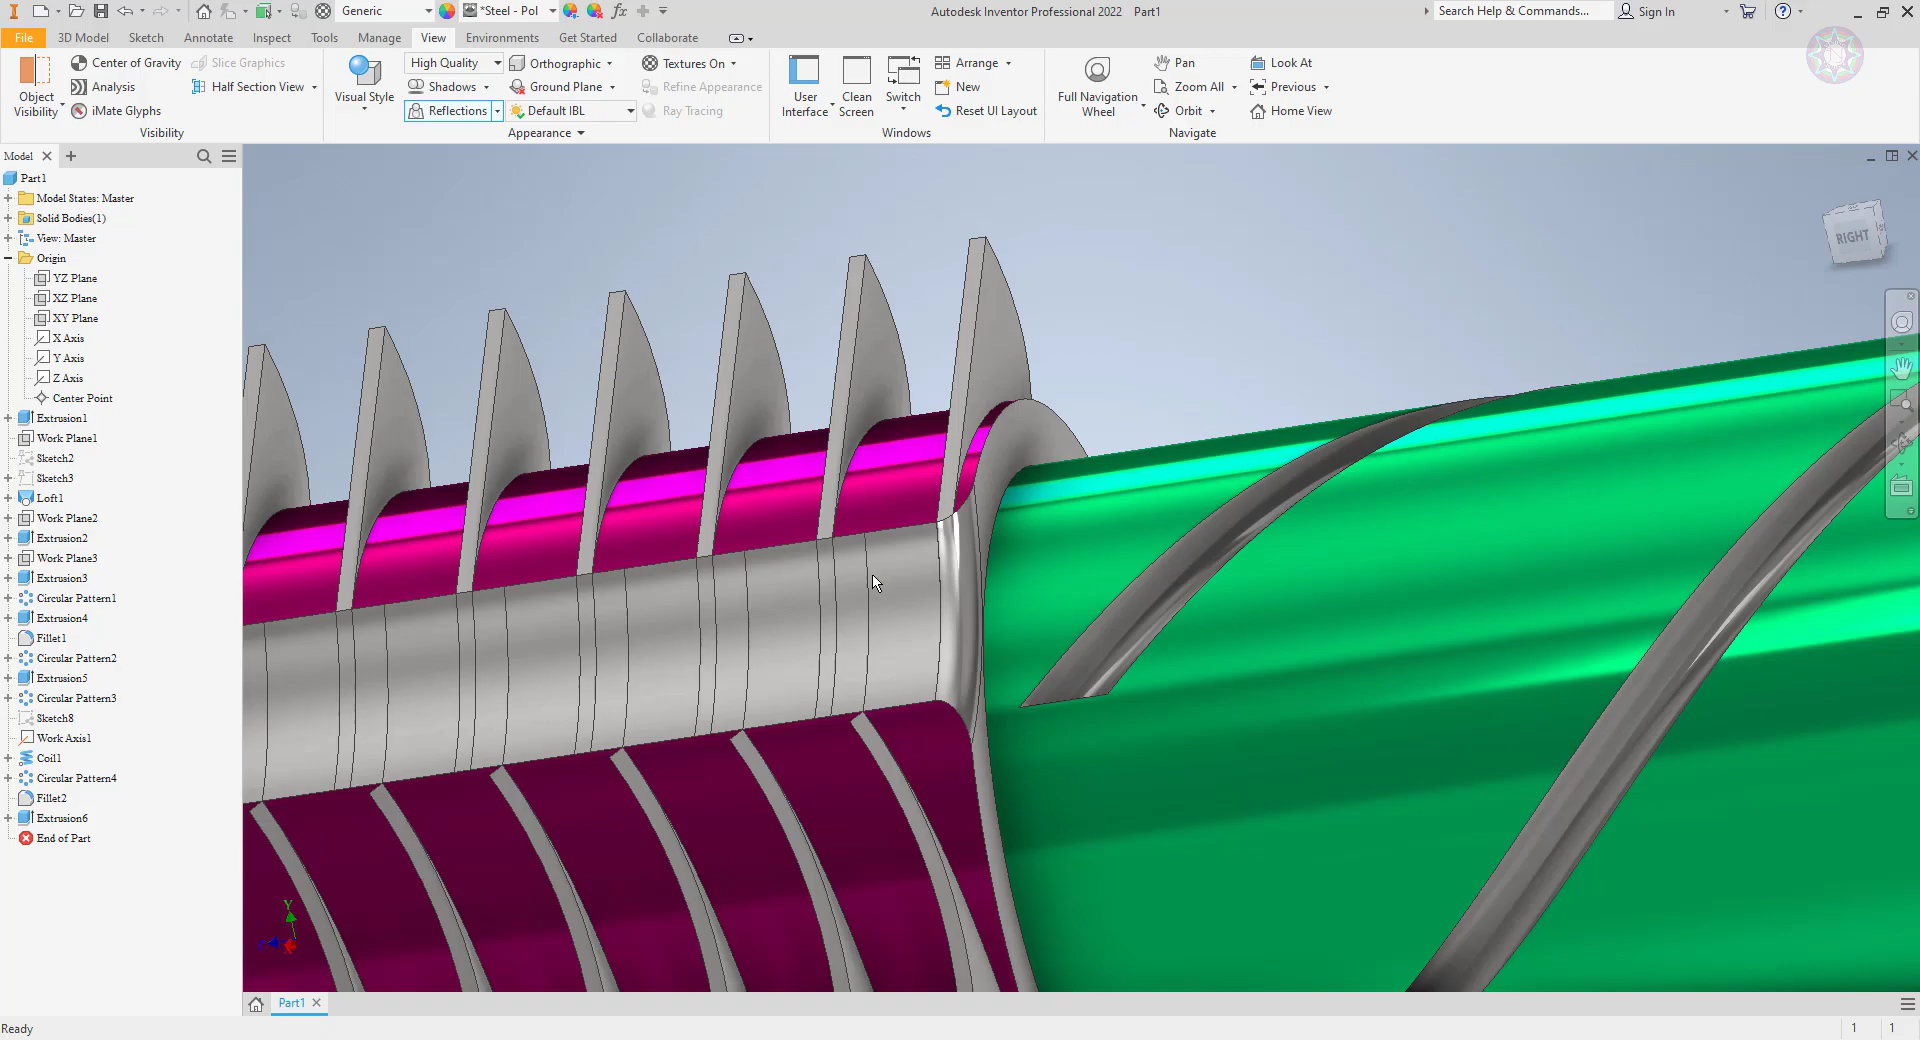 Generic
*Steel - Pol
Autodesk Inventor Professional 2022 Part1
Search Help & Commands...
Sign In
File 3D Model Sketch Annotate Inspect Tools Manage View Environments Get Started Collaborate
Object Visibility
Center of Gravity
Analysis
iMate Glyphs
Slice Graphics
Half Section View
Visibility
Visual Style
High Quality
Shadows
Reflections
Orthographic
Ground Plane
Default IBL
Textures On
Refine Appearance
Ray Tracing
Appearance
User Interface
Clean Screen
Switch
Arrange
New
Reset UI Layout
Windows
Full Navigation Wheel
Pan
Zoom All
Orbit
Look At
Previous
Home View
Navigate
Model
Part1
Model States: Master
Solid Bodies(1)
View: Master
Origin
YZ Plane
XZ Plane
XY Plane
X Axis
Y Axis
Z Axis
Center Point
Extrusion1
Work Plane1
Sketch2
Sketch3
Loft1
Work Plane2
Extrusion2
Work Plane3
Extrusion3
Circular Pattern1
Extrusion4
Fillet1
Circular Pattern2
Extrusion5
Circular Pattern3
Sketch8
Work Axis1
Coil1
Circular Pattern4
Fillet2
Extrusion6
End of Part
RIGHT
Y
Part1
Ready
1 1